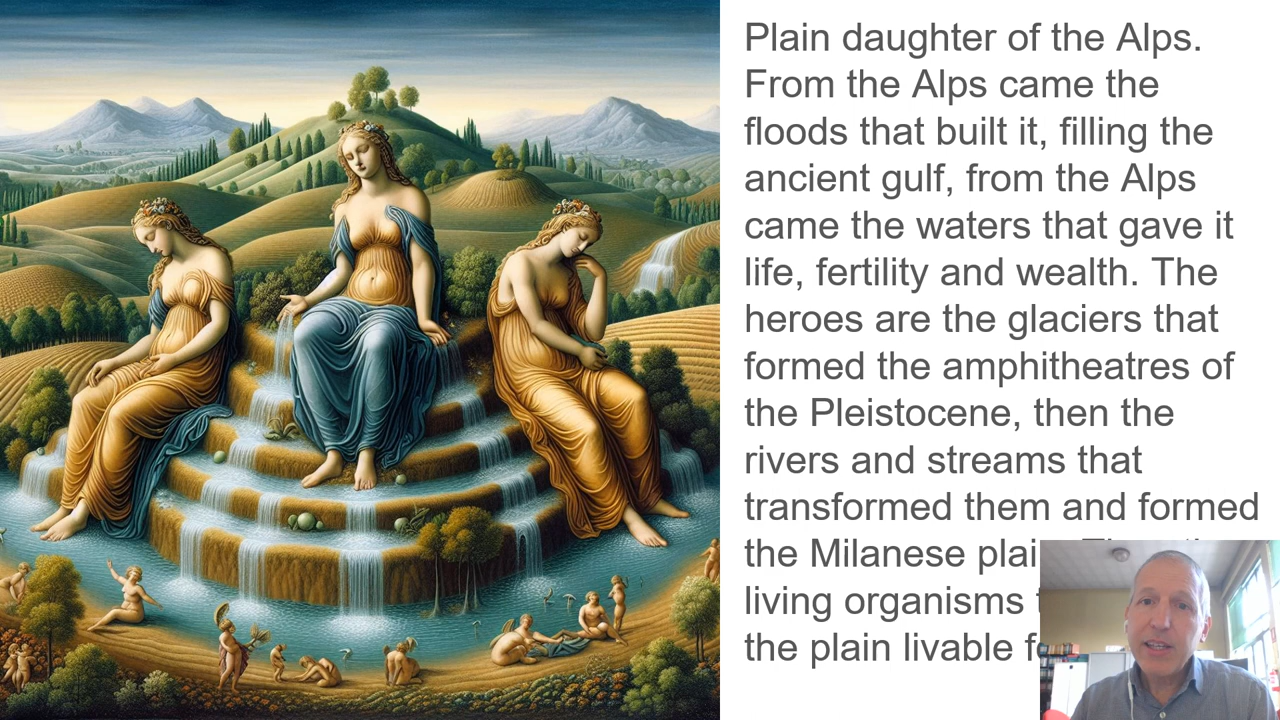 Plain daughter of the Alps.
From the Alps came the
floods that built it, filling the
ancient gulf, from the Alps
came the waters that gave it
life, fertility and wealth. The
heroes are the glaciers that
formed the amphitheatres of
the Pleistocene, then the
rivers and streams that
transformed them and formed
the Milanese
living organisms
the plain livable